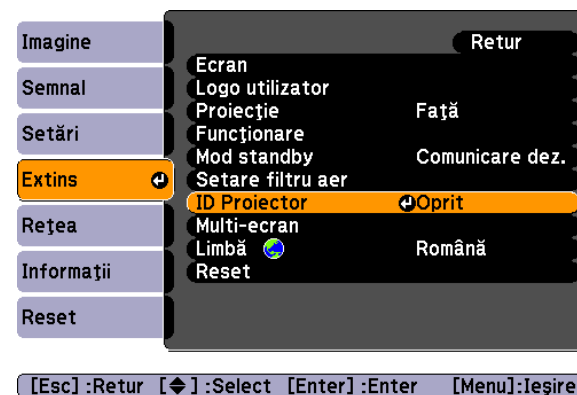 Imagine
Semnal
Setări
Extins
Reţea
Informaţii
Reset
Retur
Ecran
Logo utilizator
Proiecţie Faţă
Funcţionare
Mod standby Comunicare dez.
Setare filtru aer
ID Proiector Oprit
Multi-ecran
Limbă Română
Reset
[Esc] :Retur [◆] :Select [Enter] :Enter [Menu]:Ieşire